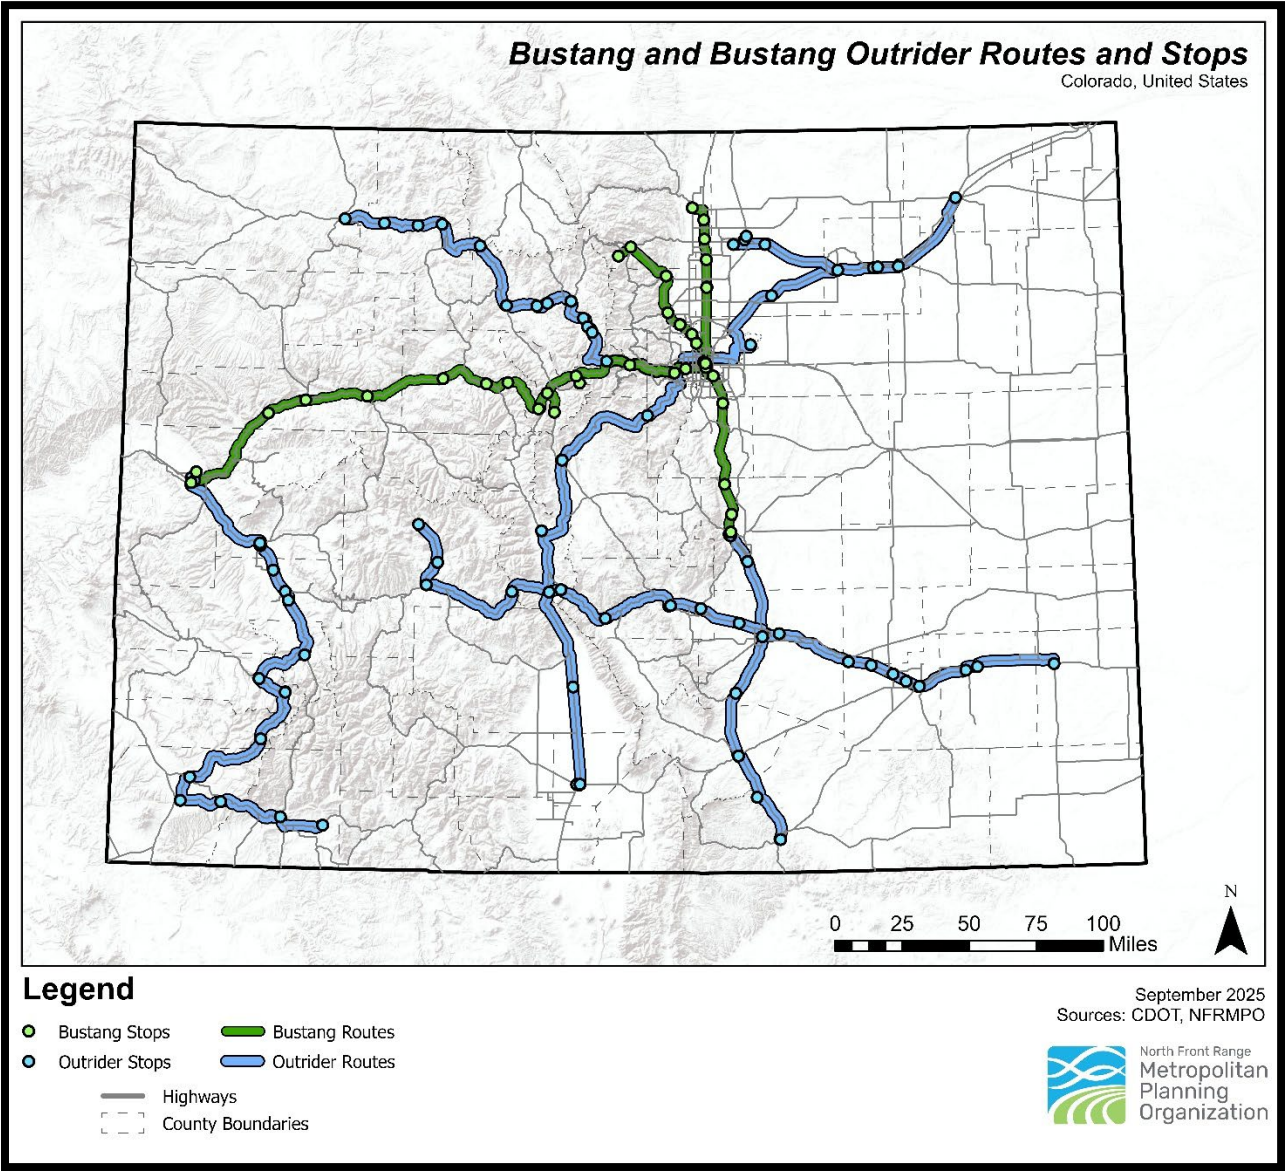 Bustang and Bustang Outrider Routes and Stops
Colorado, United States
N
0 25 50 75 100
Miles
Legend
Bustang Stops
Bustang Routes
Outrider Stops
Outrider Routes
Highways
County Boundaries
September 2025
Sources: CDOT, NFRMPO
North Front Range
Metropolitan
Planning
Organization